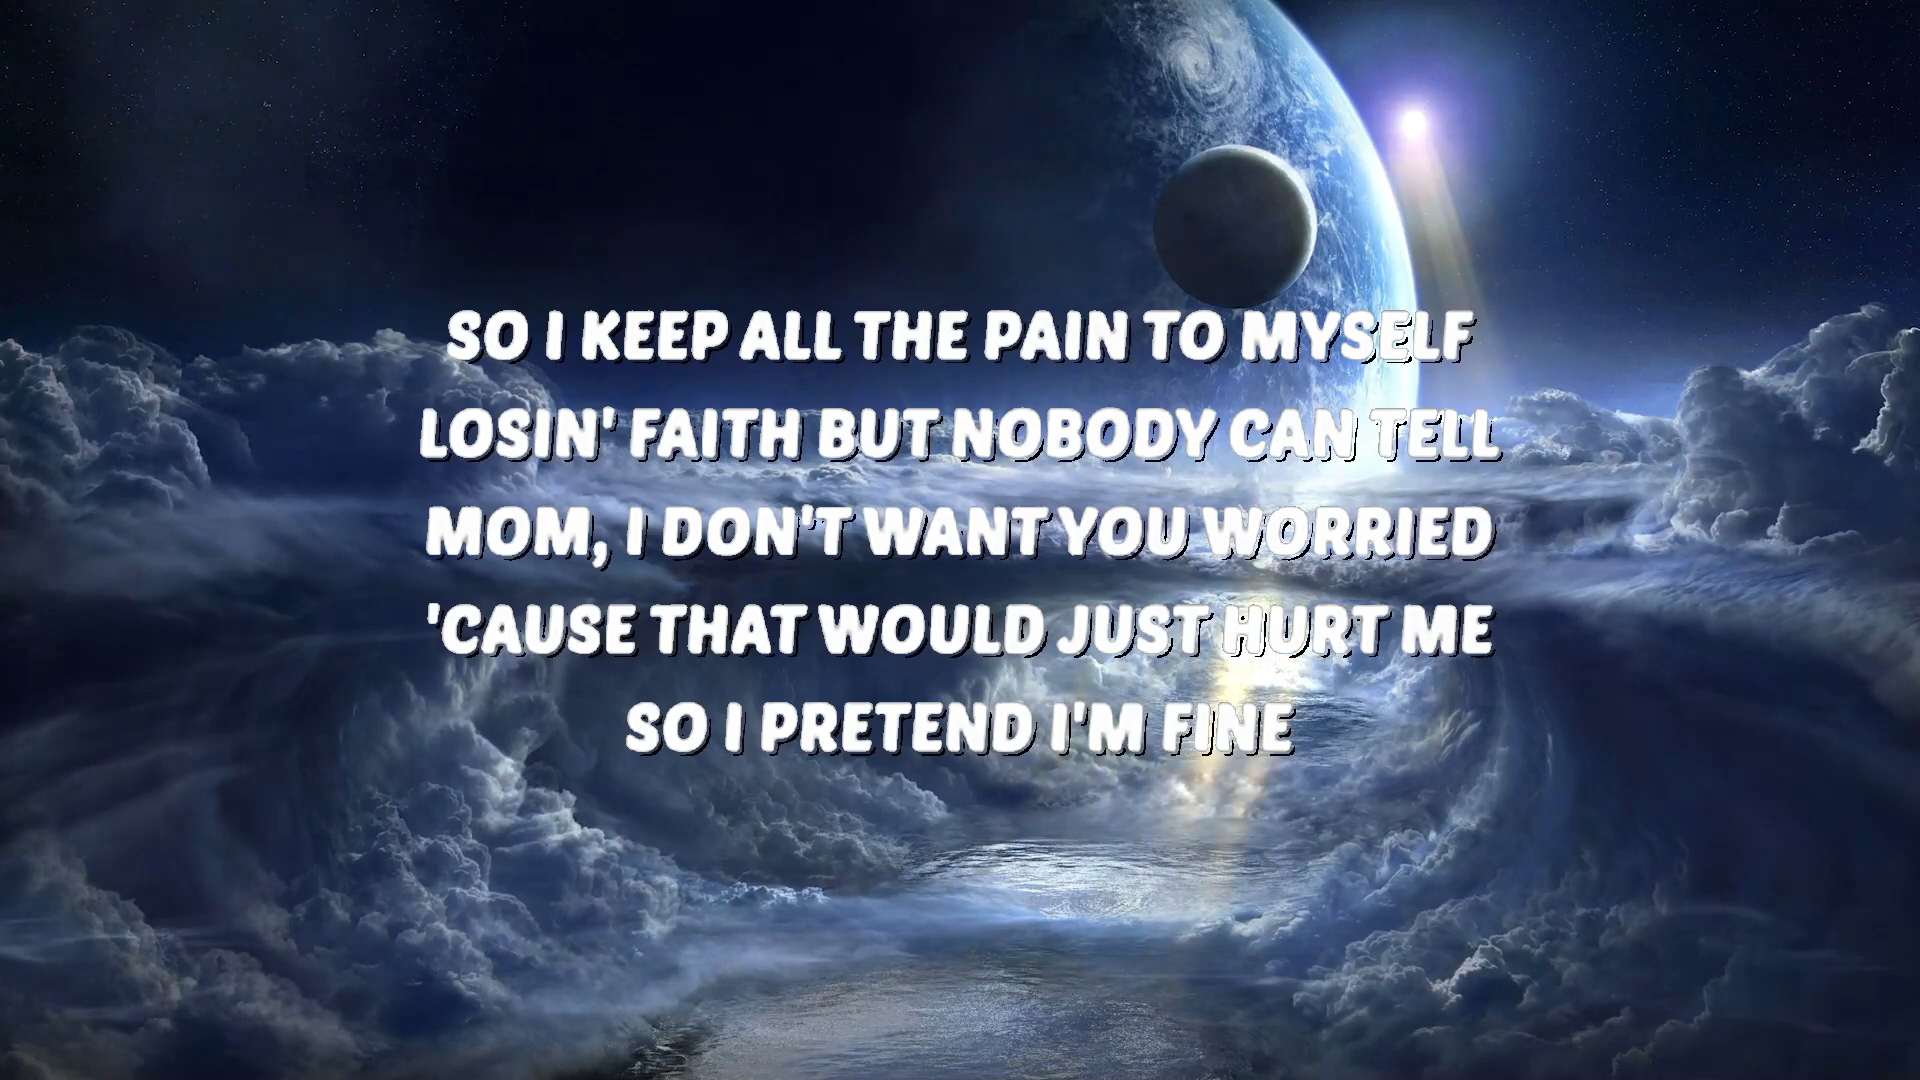 SO I KEEP ALL THE PAIN TO MYSELF
LOSIN' FAITH BUT NOBODY CAN TELL
MOM, I DON'T WANT YOU WORRIED
'CAUSE THAT WOULD JUST HURT ME
SO I PRETEND I'M FINE